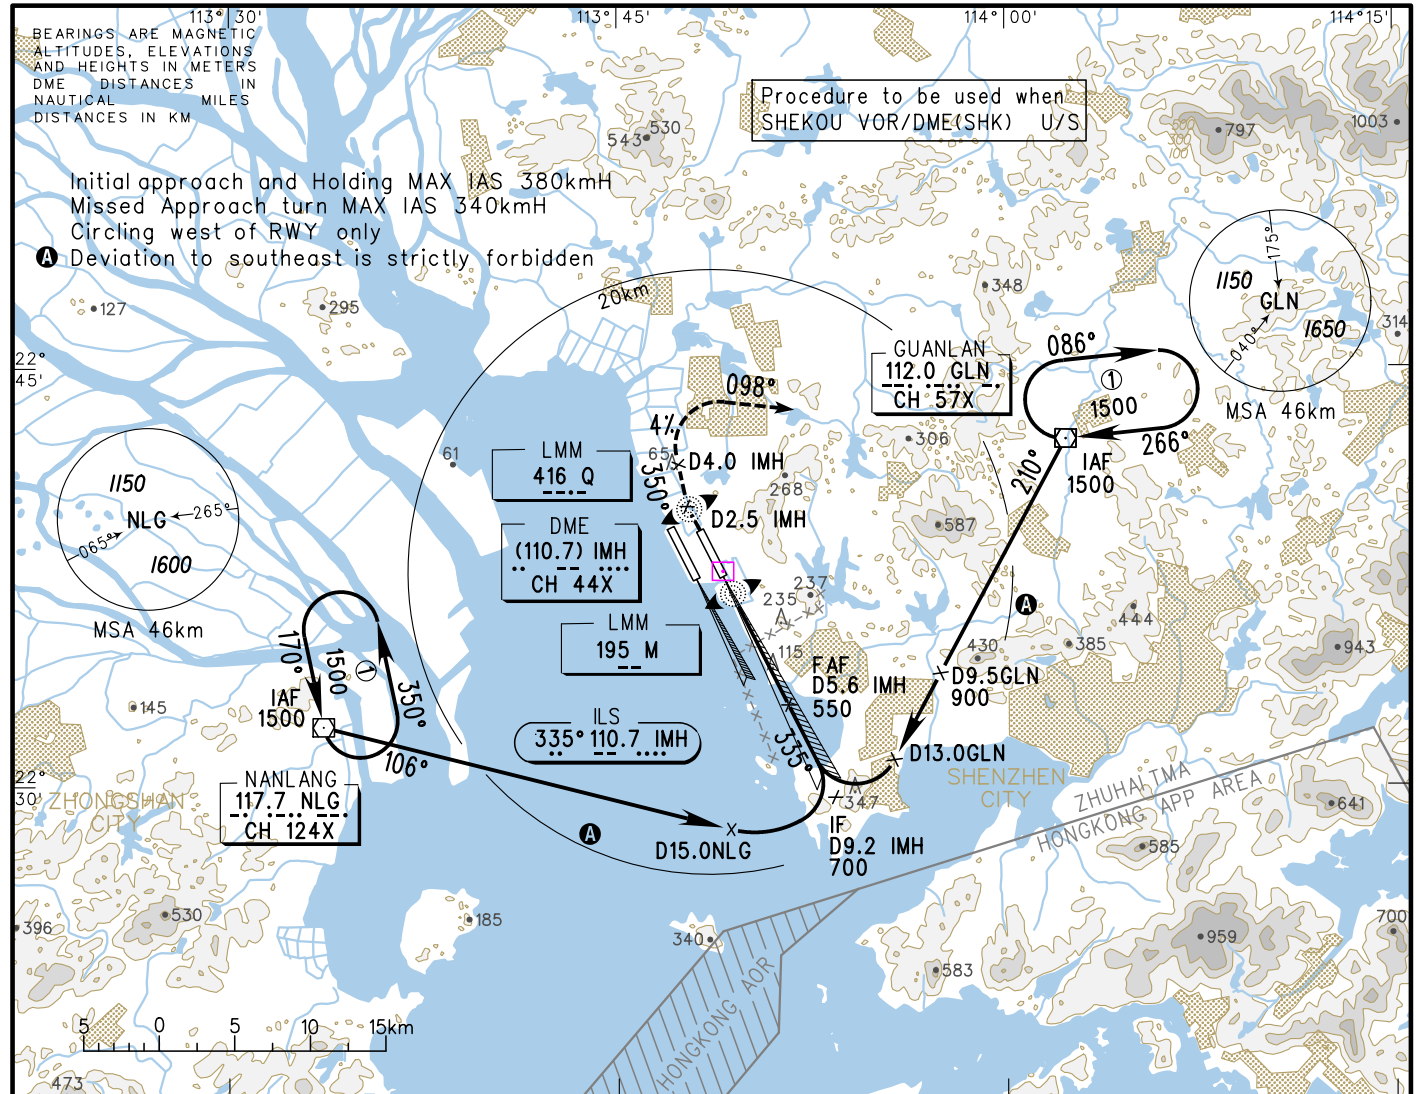 113° 30'
113° 45'
114° 00'
114° 15'
BEARINGS ARE MAGNETIC
ALTITUDES, ELEVATIONS
AND HEIGHTS IN METERS
DME DISTANCES IN
NAUTICAL MILES
DISTANCES IN KM
Procedure to be used when
SHEKOU VOR/DME(SHK) U/S
Initial approach and Holding MAX IAS 380kmH
Missed Approach turn MAX IAS 340kmH
Circling west of RWY only
A Deviation to southeast is strictly forbidden
543
530
797
1003
500
300
100
127
295
20km
348
314
175°
1150
GLN
1650
040°
MSA 46km
22°
45'
GUANLAN
112.0 GLN
CH 57X
086°
1
1500
266°
IAF
1500
210°
098°
4%
65
D4.0 IMH
350°
268
306
61
LMM
416 Q
D2.5 IMH
587
DME
(110.7) IMH
CH 44X
1150
NLG
265°
065°
1600
MSA 46km
237
235
A
444
LMM
195 M
115
430
385
943
FAF
D5.6 IMH
550
D9.5GLN
900
170°
1500
1
350°
IAF
1500
145
106°
ILS
335° 110.7 IMH
335°
D13.0GLN
SHENZHEN
CITY
ZHUHAI TMA
HONGKONG APP AREA
22°
30'
ZHONGSHAN
CITY
NANLANG
117.7 NLG
CH 124X
347
641
A
D15.0NLG
IF
D9.2 IMH
700
585
396
530
185
340
959
700
583
HONGKONG AOR
5 0 5 10 15km
473